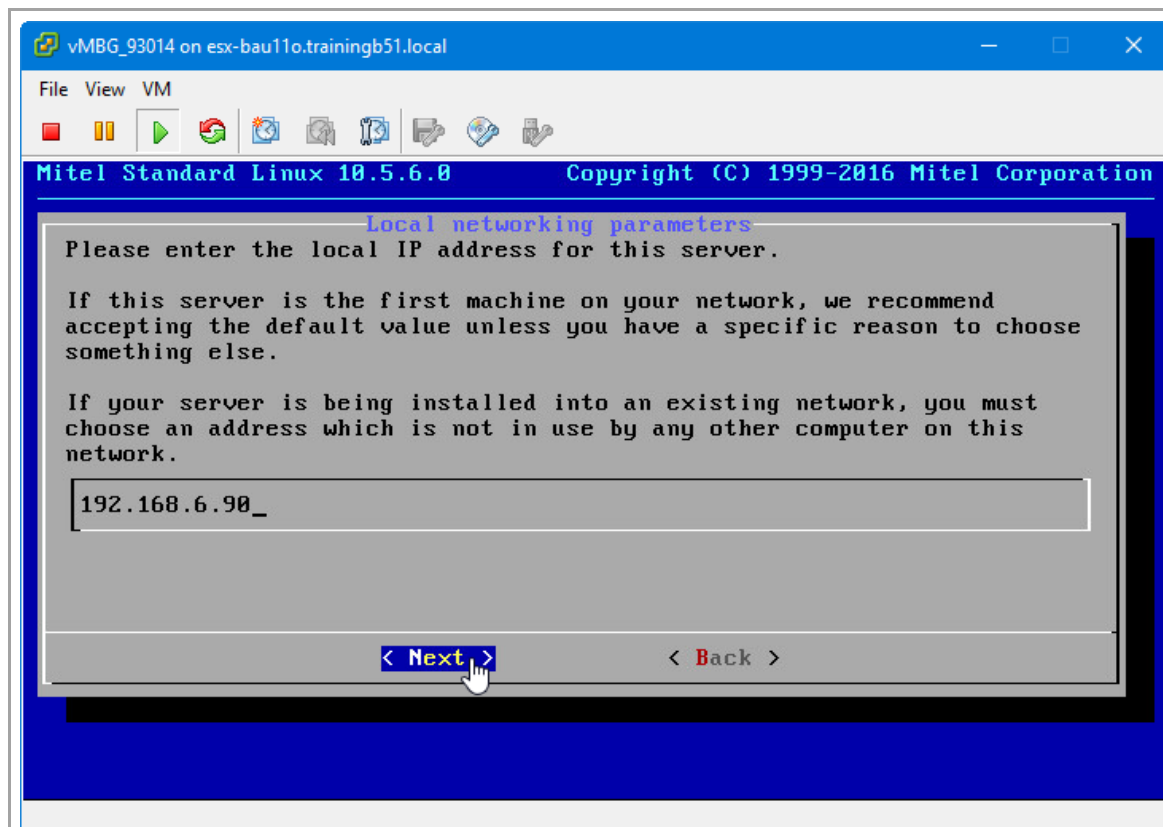 vMBG_93014 on esx-bau11o.trainingb51.local
File View VM
Mitel Standard Linux 10.5.6.0 Copyright (C) 1999-2016 Mitel Corporation
Local networking parameters
Please enter the local IP address for this server.
If this server is the first machine on your network, we recommend
accepting the default value unless you have a specific reason to choose
something else.
If your server is being installed into an existing network, you must
choose an address which is not in use by any other computer on this
network.
192.168.6.90_
< Next >
< Back >